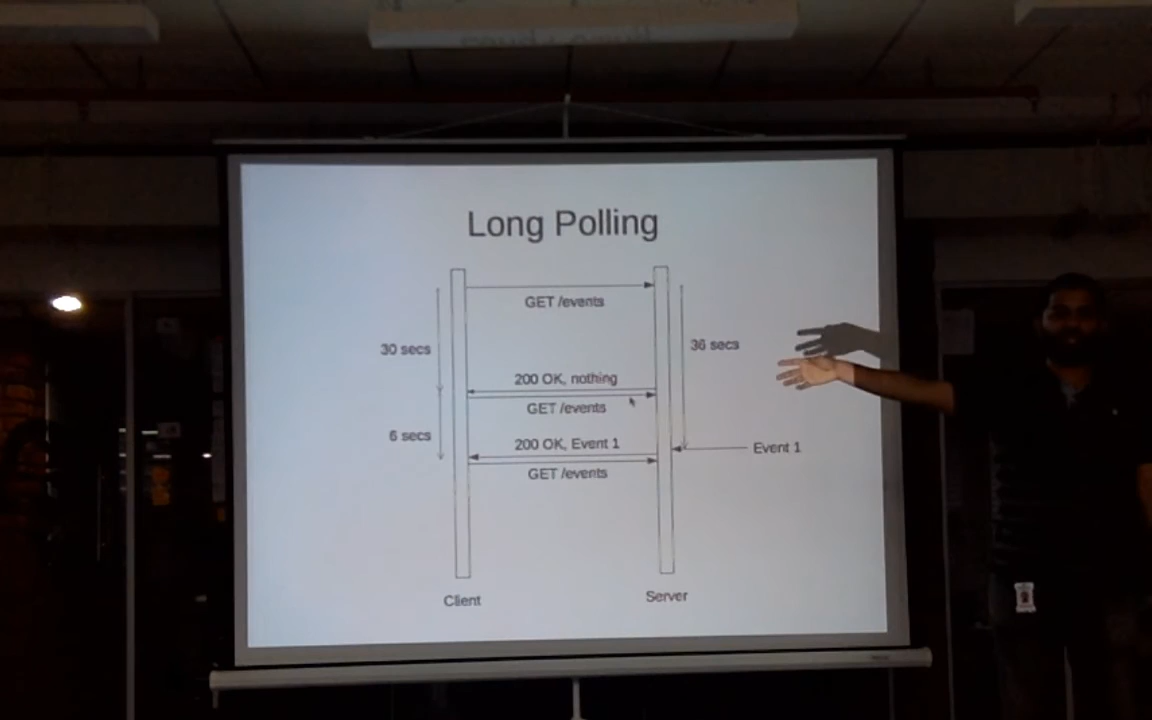 Long Polling
GET /events
30 secs
36 secs
200 OK, nothing
GET /events
6 secs
200 OK, Event 1
Event 1
GET /events
Client
Server